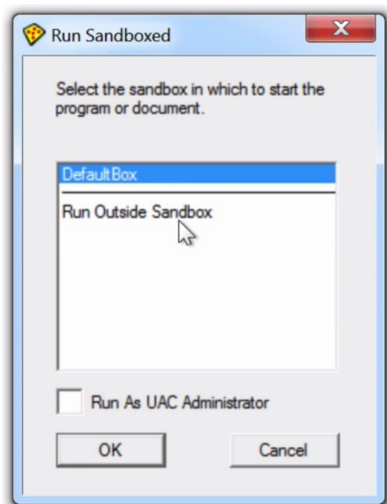 Run Sandboxed
Select the sandbox in which to start the
program or document.
DefaultBox
Run Outside Sandbox
Run As UAC Administrator
OK
Cancel